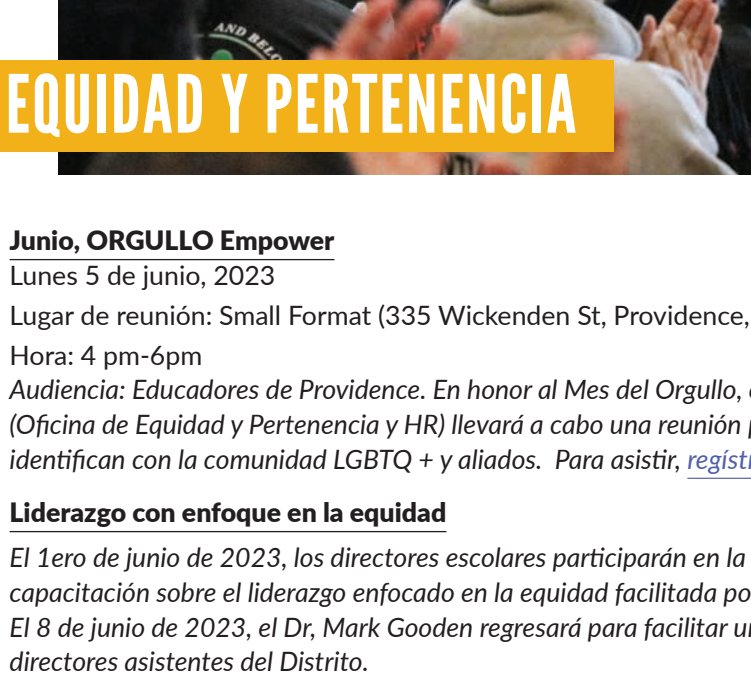 AND BELO
EQUIDAD Y PERTENENCIA
Junio, ORGULLO Empower
Lunes 5 de junio, 2023
Lugar de reunión: Small Format (335 Wickenden St, Providence,
Hora: 4 pm-6pm
Audiencia: Educadores de Providence. En honor al Mes del Orgullo,
(Oficina de Equidad y Pertenencia y HR) llevará a cabo una reunión
identifican con la comunidad LGBTQ + y aliados. Para asistir, regístr
Liderazgo con enfoque en la equidad
El 1ero de junio de 2023, los directores escolares participarán en la
capacitación sobre el liderazgo enfocado en la equidad facilitada po
El 8 de junio de 2023, el Dr, Mark Gooden regresará para facilitar u
directores asistentes del Distrito.